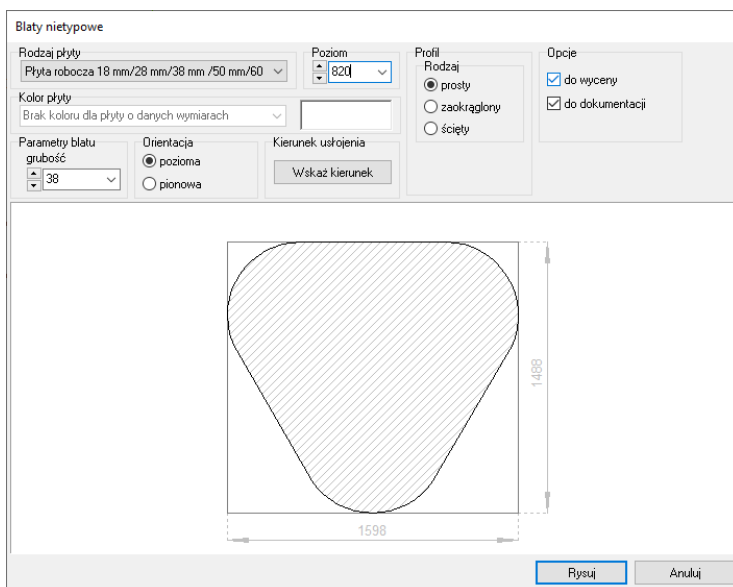 Blaty nietypowe
Rodzaj płyty
Płyta robocza 18 mm/28 mm/38 mm /50 mm/60
Poziom
820
Profil
Rodzaj
prosty
zaokrąglony
ścięty
Opcje
do wyceny
do dokumentacji
Kolor płyty
Brak koloru dla płyty o danych wymiarach
Parametry blatu
grubość
38
Orientacja
pozioma
pionowa
Kierunek usłojenia
Wskaż kierunek
1488
1598
Rysuj
Anuluj